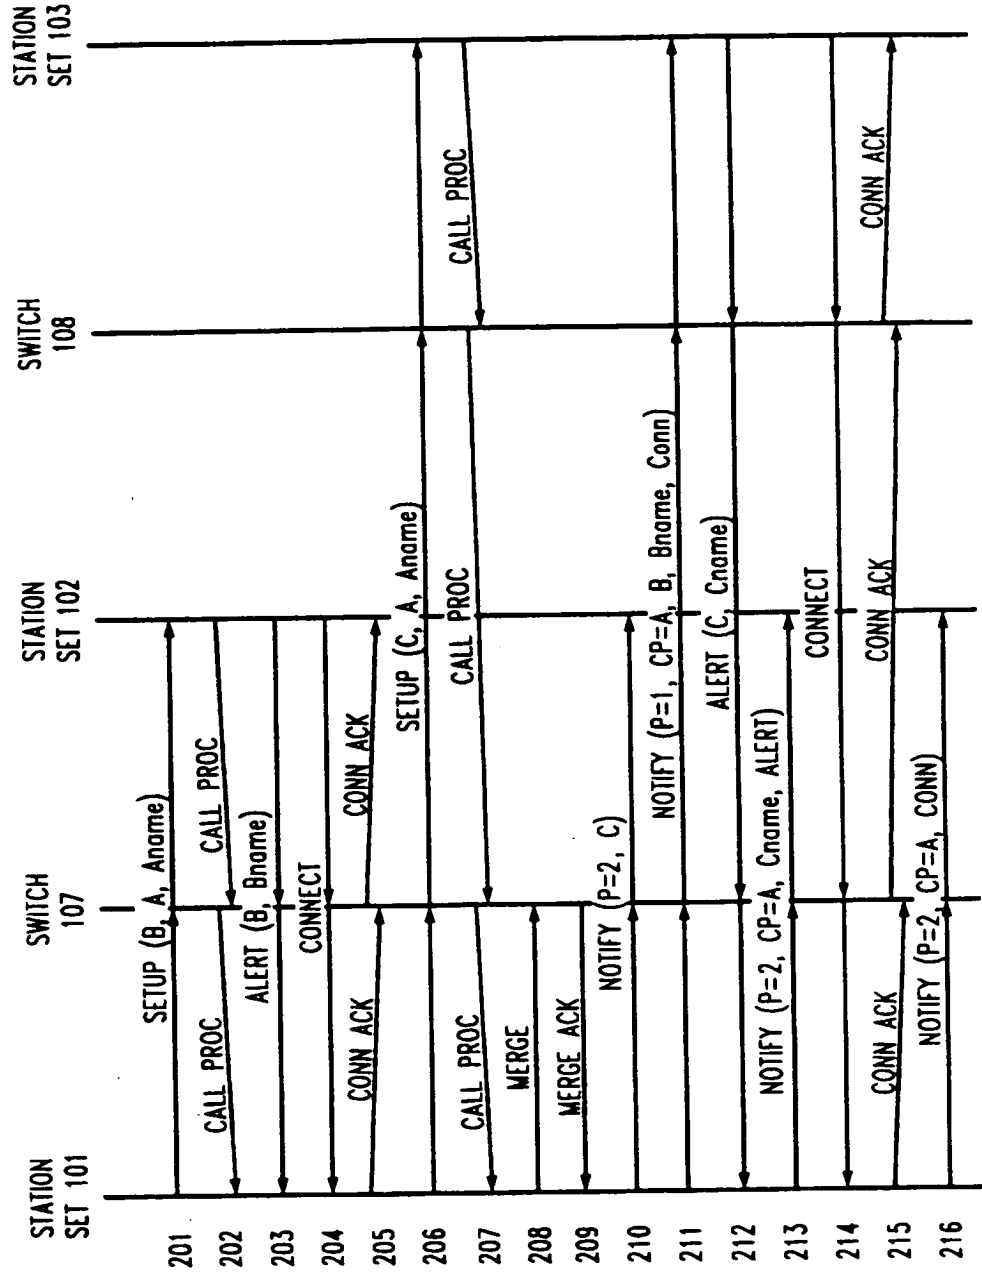 STATION
SET 101
SWITCH
107
STATION
SET 102
SWITCH
108
STATION
SET 103
201
SETUP (B, A, Aname)
202
CALL PROC
CALL PROC
203
ALERT (B, Bname)
204
CONNECT
205
CONN ACK
CONN ACK
206
SETUP (C, A, Aname)
207
CALL PROC
CALL PROC
CALL PROC
208
MERGE
209
MERGE ACK
210
NOTIFY (P=2, C)
211
NOTIFY (P=1, CP=A, B, Bname, Conn)
212
ALERT (C, Cname)
213
NOTIFY (P=2, CP=A, Cname, ALERT)
214
CONNECT
215
CONN ACK
CONN ACK
CONN ACK
216
NOTIFY (P=2, CP=A, CONN)